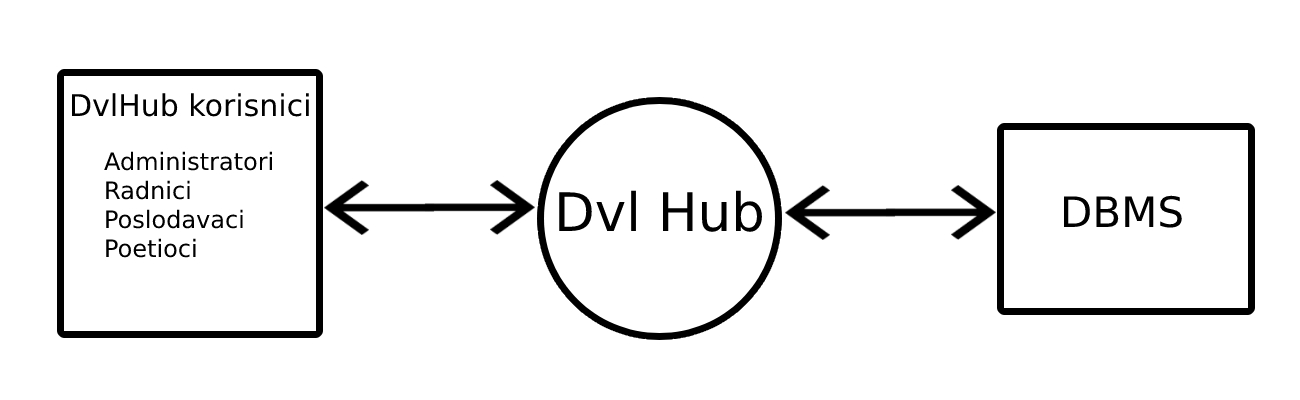 DvlHub korisnici
Administratori
Radnici
Poslodavaci
Poetioci
Dvl Hub
DBMS